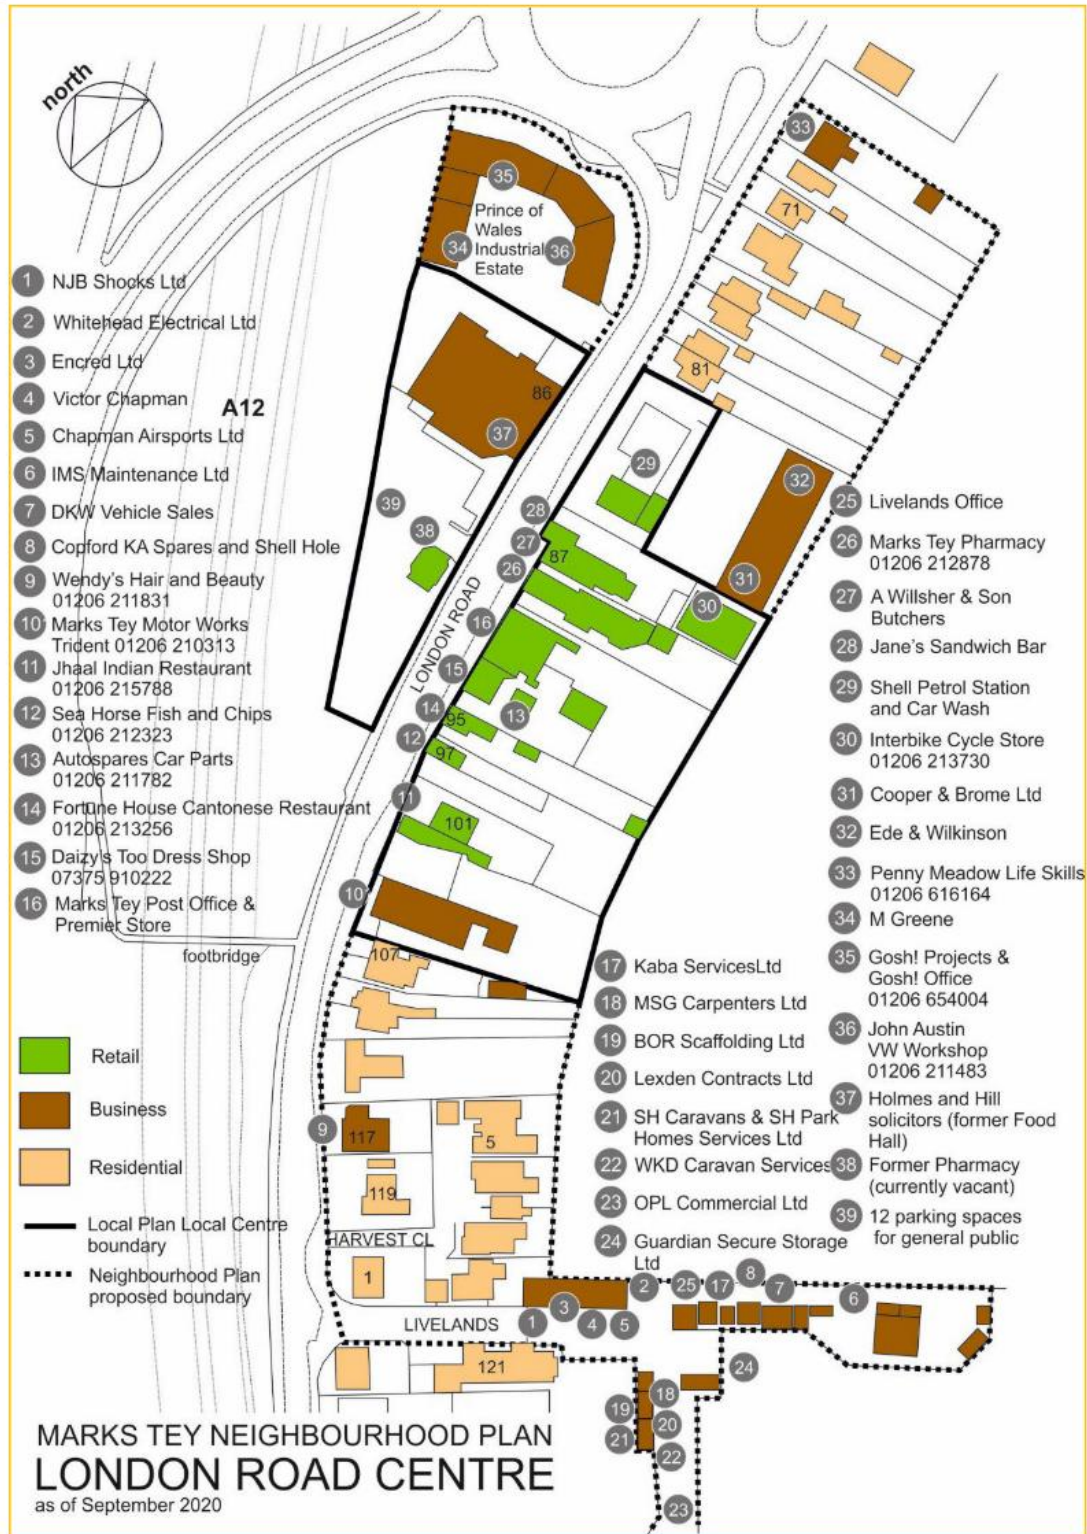 north
33
35
Prince of
Wales
Industrial
Estate
34
36
71
81
86
37
1 NJB Shocks Ltd
2 Whitehead Electrical Ltd
3 Encred Ltd
4 Victor Chapman
A12
5 Chapman Airsports Ltd
6 IMS Maintenance Ltd
7 DKW Vehicle Sales
8 Copford KA Spares and Shell Hole
9 Wendy's Hair and Beauty
01206 211831
10 Marks Tey Motor Works
Trident 01206 210313
11 Jhaal Indian Restaurant
01206 215788
12 Sea Horse Fish and Chips
01206 212323
13 Autospares Car Parts
01206 211782
14 Fortune House Cantonese Restaurant
01206 213256
15 Daizy's Too Dress Shop
07375 910222
16 Marks Tey Post Office &
Premier Store
39
38
29
32
28
27
87
26
31
30
16
LONDON ROAD
15
14
95
13
12
97
11
101
10
footbridge
107
25 Livelands Office
26 Marks Tey Pharmacy
01206 212878
27 A Willsher & Son
Butchers
28 Jane's Sandwich Bar
29 Shell Petrol Station
and Car Wash
30 Interbike Cycle Store
01206 213730
31 Cooper & Brome Ltd
32 Ede & Wilkinson
33 Penny Meadow Life Skills
01206 616164
34 M Greene
35 Gosh! Projects &
Gosh! Office
01206 654004
36 John Austin
VW Workshop
01206 211483
37 Holmes and Hill
solicitors (former Food
Hall)
38 Former Pharmacy
(currently vacant)
39 12 parking spaces
for general public
17 Kaba ServicesLtd
18 MSG Carpenters Ltd
19 BOR Scaffolding Ltd
20 Lexden Contracts Ltd
21 SH Caravans & SH Park
Homes Services Ltd
22 WKD Caravan Services
23 OPL Commercial Ltd
24 Guardian Secure Storage
Ltd
Retail
Business
Residential
Local Plan Local Centre
boundary
Neighbourhood Plan
proposed boundary
9
117
5
119
HARVEST CL
1
LIVELANDS
1
3
4
5
2
25
17
8
7
6
121
24
19
18
21
20
22
23
MARKS TEY NEIGHBOURHOOD PLAN
LONDON ROAD CENTRE
as of September 2020